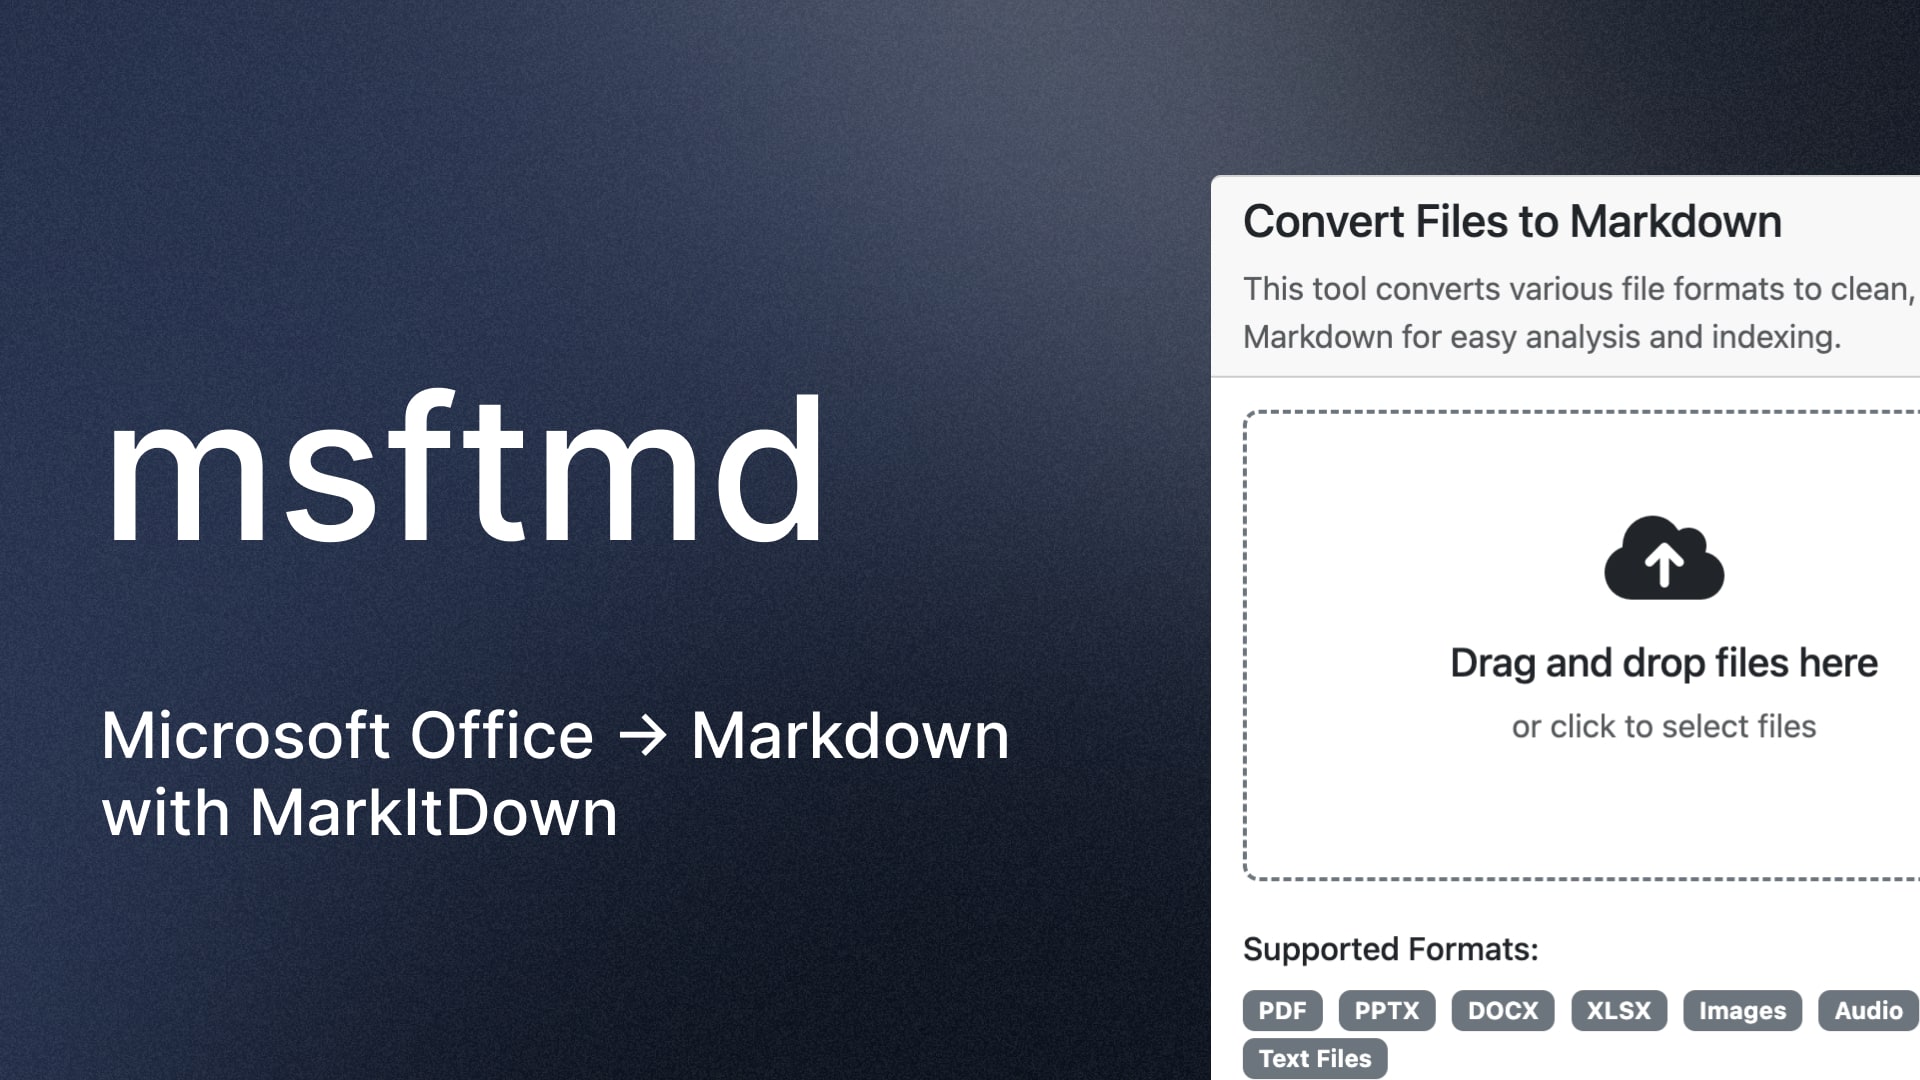 msftmd
Microsoft Office → Markdown
with MarkItDown
Convert Files to Markdown
This tool converts various file formats to clean,
Markdown for easy analysis and indexing.
Drag and drop files here
or click to select files
Supported Formats:
PDF PPTX DOCX XLSX Images Audio
Text Files